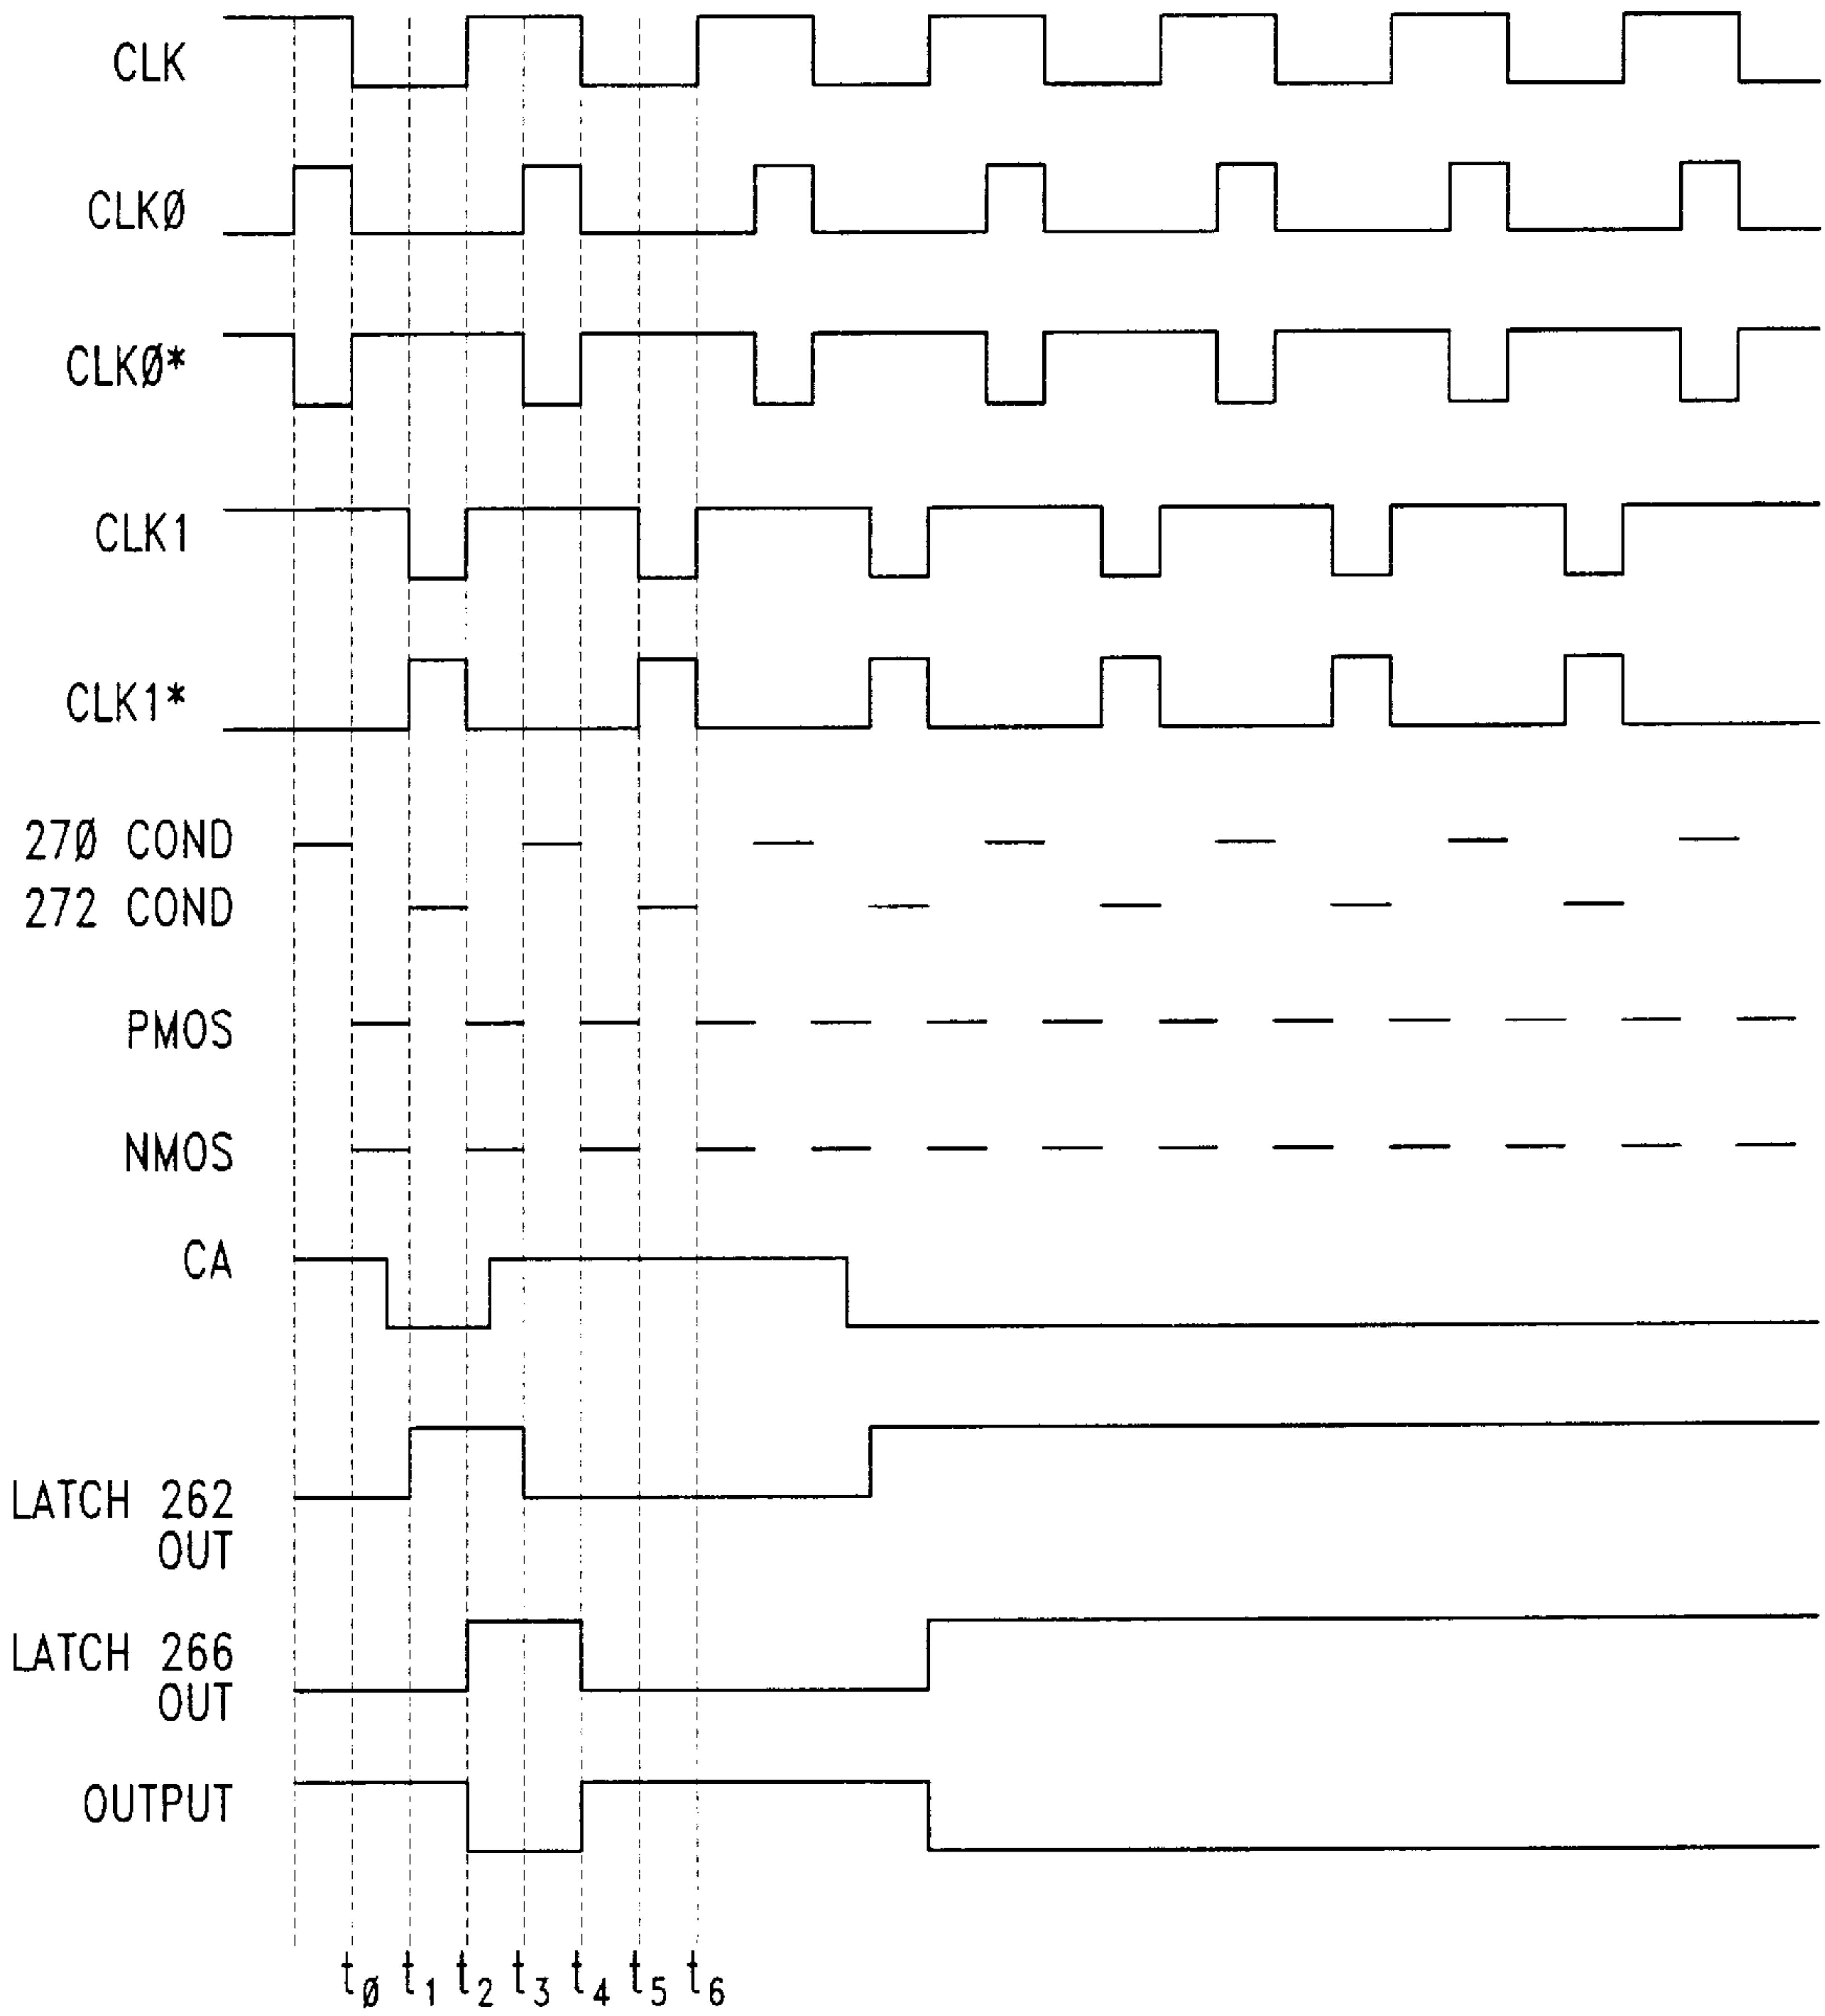 CLK
CLKØ
CLKØ*
CLK1
CLK1*
27Ø COND
272 COND
PMOS
NMOS
CA
LATCH 262
OUT
LATCH 266
OUT
OUTPUT
tø t1 t2 t3 t4 t5 t6